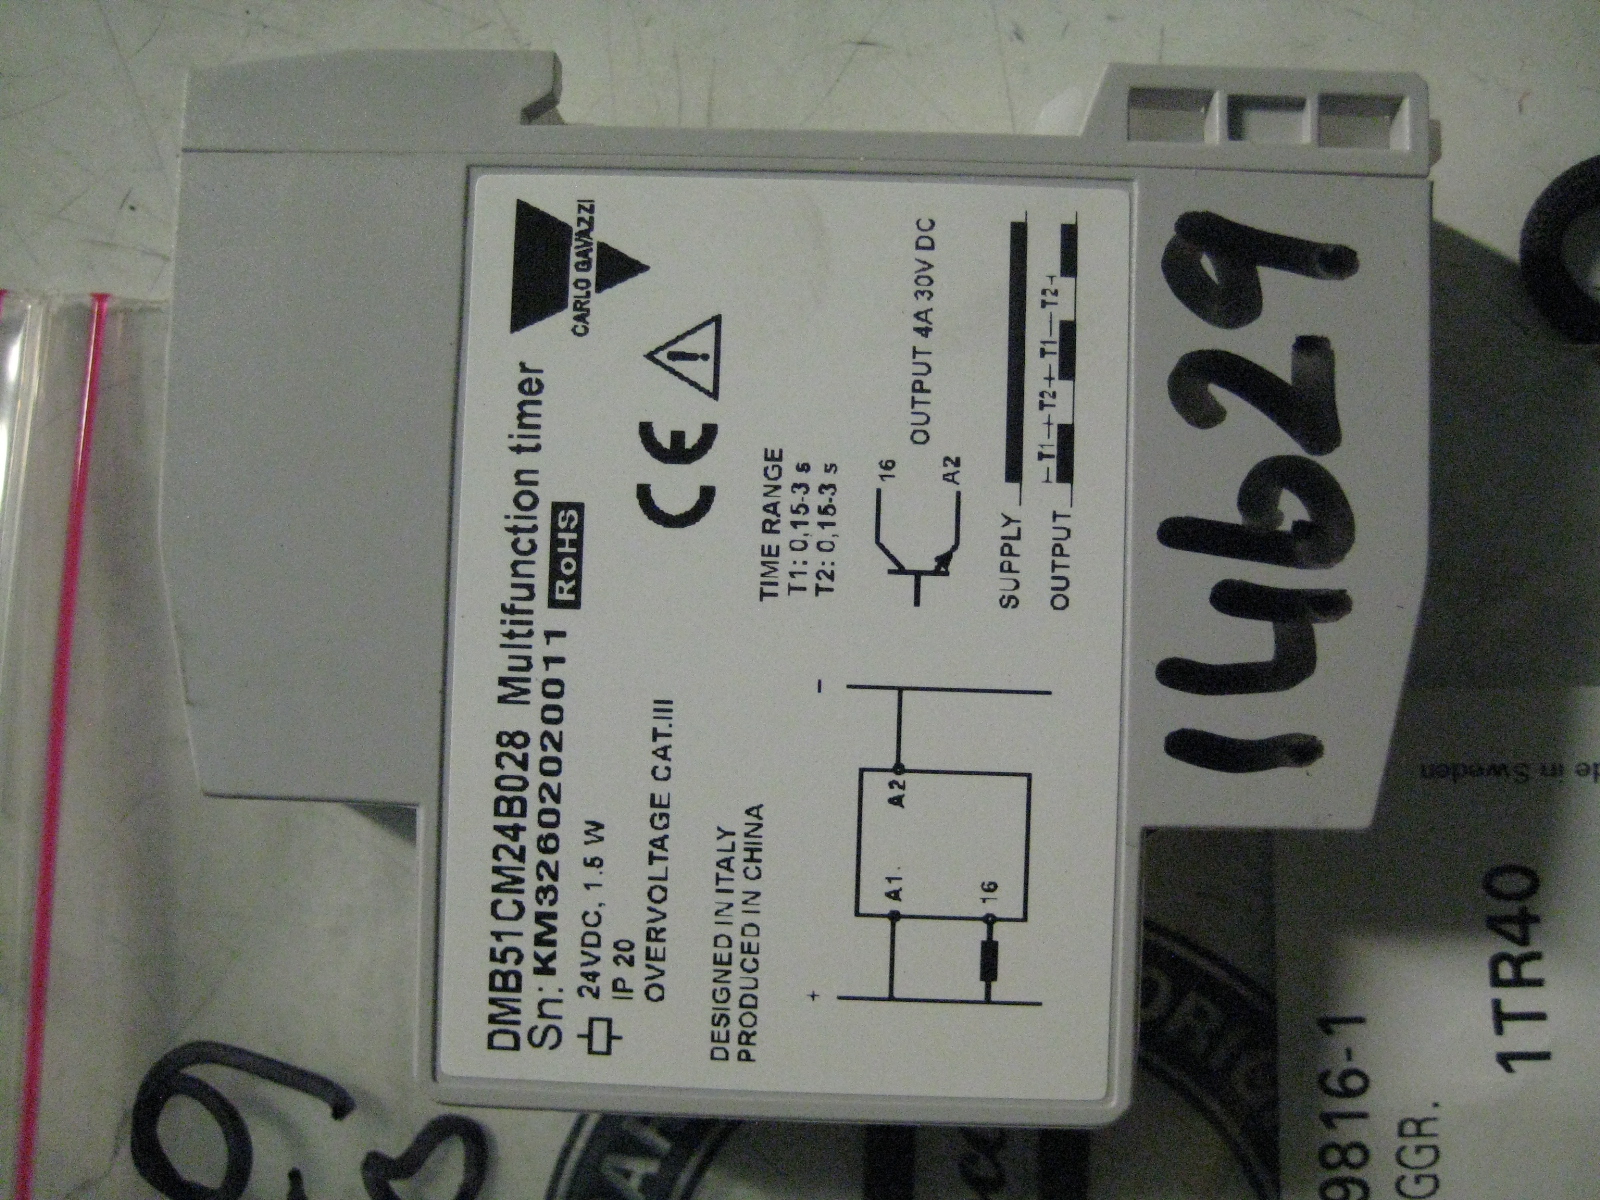 DMB51CM24B028 Multifunction timer
Sn: KM3260202020011 RoHS
CARLO GAVAZZI
24VDC, 1.5 W
IP 20
OVERVOLTAGE CAT.III
CE
DESIGNED IN ITALY
PRODUCED IN CHINA
TIME RANGE
T1: 0,15-3 s
T2: 0,15-3 s
+ −
A1 A2
16
16
A2
OUTPUT 4A 30V DC
SUPPLY
OUTPUT
T1 T2 T1 T2
14629
9816-1
GGR.
1TR40
in Sweden